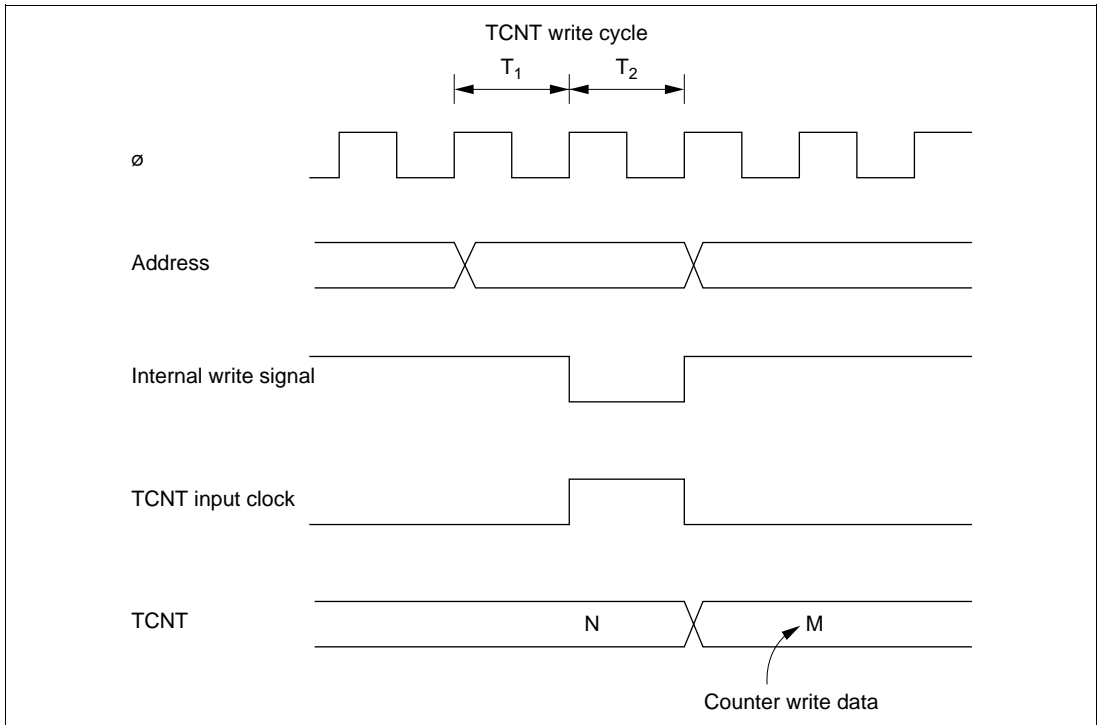 TCNT write cycle
T1 T2
ø
Address
Internal write signal
TCNT input clock
TCNT N M
Counter write data